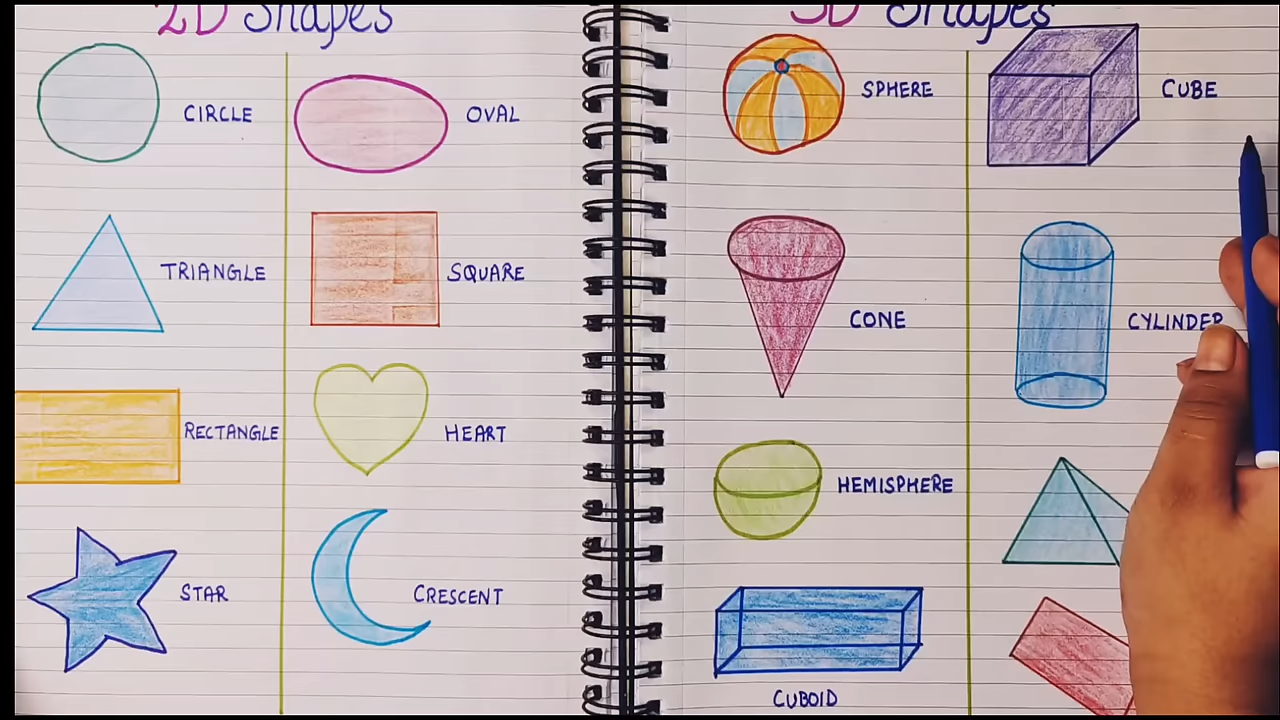 2D Shapes
CIRCLE
OVAL
TRIANGLE
SQUARE
RECTANGLE
HEART
STAR
CRESCENT
3D Shapes
SPHERE
CUBE
CONE
CYLINDER
HEMISPHERE
CUBOID